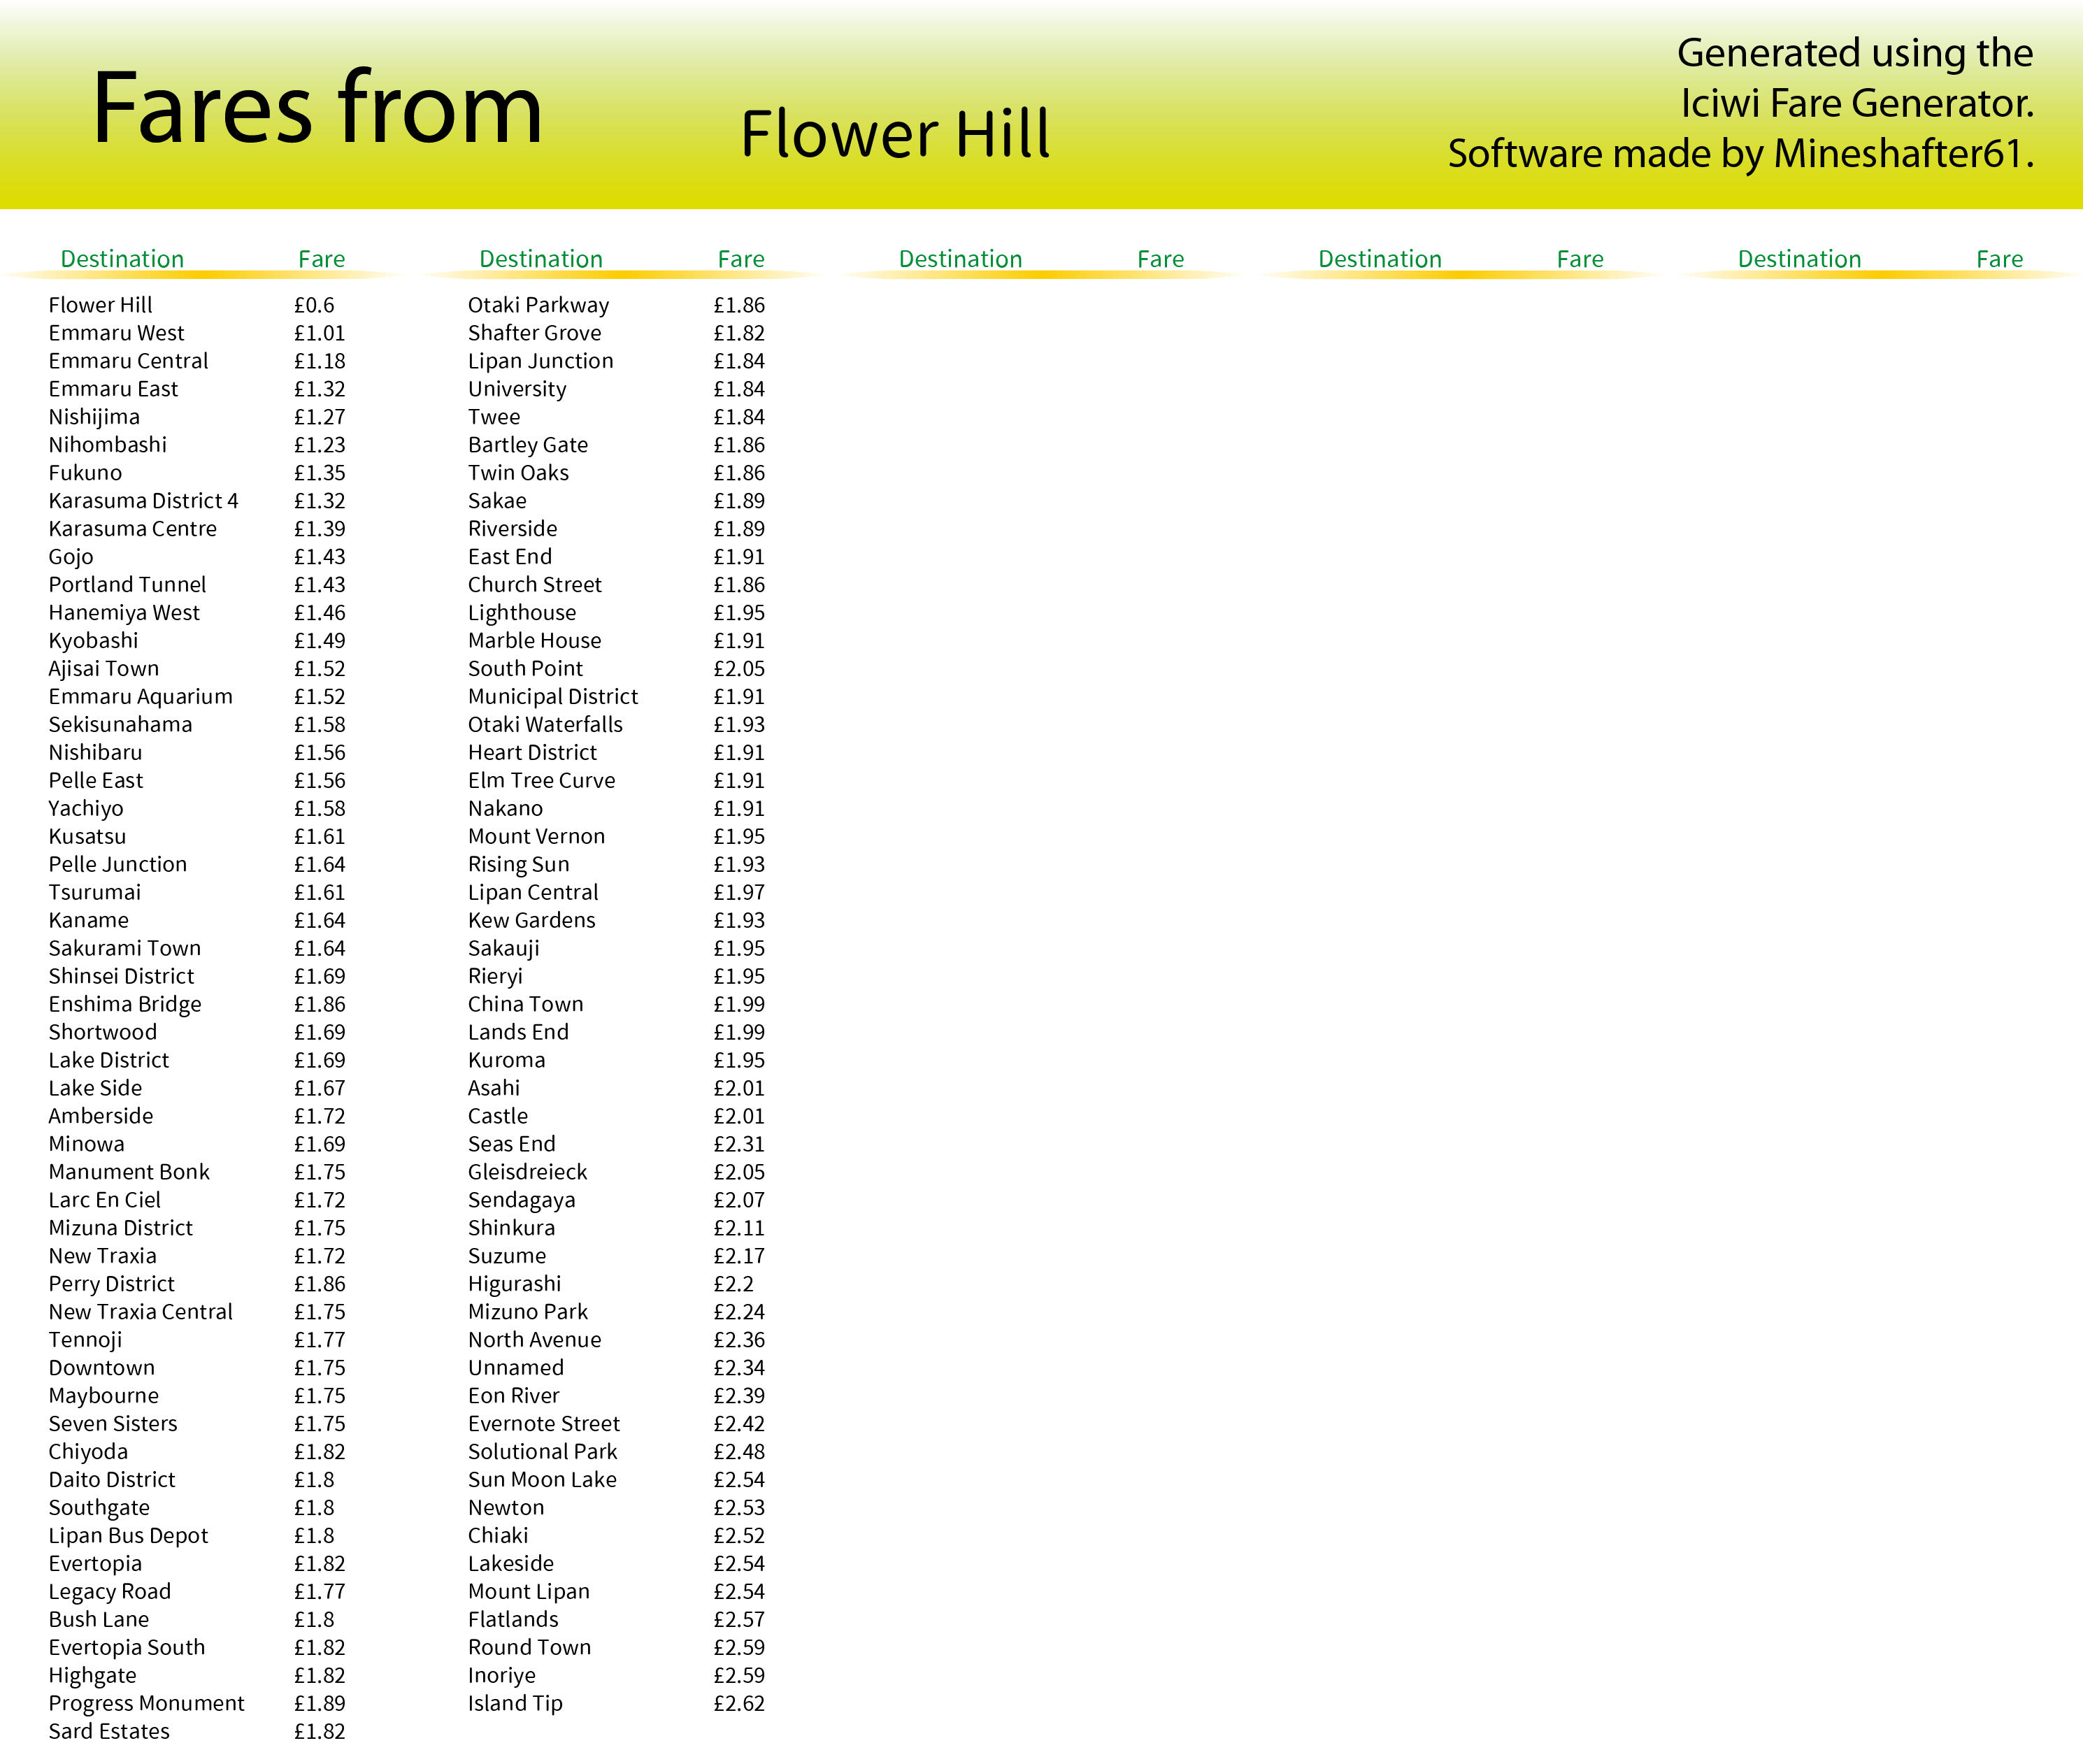 Fares from
Flower Hill
Generated using the
Iciwi Fare Generator.
Software made by Mineshafter61.
Destination Fare
Flower Hill £0.6
Emmaru West £1.01
Emmaru Central £1.18
Emmaru East £1.32
Nishijima £1.27
Nihombashi £1.23
Fukuno £1.35
Karasuma District 4 £1.32
Karasuma Centre £1.39
Gojo £1.43
Portland Tunnel £1.43
Hanemiya West £1.46
Kyobashi £1.49
Ajisai Town £1.52
Emmaru Aquarium £1.52
Sekisunahama £1.58
Nishibaru £1.56
Pelle East £1.56
Yachiyo £1.58
Kusatsu £1.61
Pelle Junction £1.64
Tsurumai £1.61
Kaname £1.64
Sakurami Town £1.64
Shinsei District £1.69
Enshima Bridge £1.86
Shortwood £1.69
Lake District £1.69
Lake Side £1.67
Amberside £1.72
Minowa £1.69
Manument Bonk £1.75
Larc En Ciel £1.72
Mizuna District £1.75
New Traxia £1.72
Perry District £1.86
New Traxia Central £1.75
Tennoji £1.77
Downtown £1.75
Maybourne £1.75
Seven Sisters £1.75
Chiyoda £1.82
Daito District £1.8
Southgate £1.8
Lipan Bus Depot £1.8
Evertopia £1.82
Legacy Road £1.77
Bush Lane £1.8
Evertopia South £1.82
Highgate £1.82
Progress Monument £1.89
Sard Estates £1.82
Destination Fare
Otaki Parkway £1.86
Shafter Grove £1.82
Lipan Junction £1.84
University £1.84
Twee £1.84
Bartley Gate £1.86
Twin Oaks £1.86
Sakae £1.89
Riverside £1.89
East End £1.91
Church Street £1.86
Lighthouse £1.95
Marble House £1.91
South Point £2.05
Municipal District £1.91
Otaki Waterfalls £1.93
Heart District £1.91
Elm Tree Curve £1.91
Nakano £1.91
Mount Vernon £1.95
Rising Sun £1.93
Lipan Central £1.97
Kew Gardens £1.93
Sakauji £1.95
Rieryi £1.95
China Town £1.99
Lands End £1.99
Kuroma £1.95
Asahi £2.01
Castle £2.01
Seas End £2.31
Gleisdreieck £2.05
Sendagaya £2.07
Shinkura £2.11
Suzume £2.17
Higurashi £2.2
Mizuno Park £2.24
North Avenue £2.36
Unnamed £2.34
Eon River £2.39
Evernote Street £2.42
Solutional Park £2.48
Sun Moon Lake £2.54
Newton £2.53
Chiaki £2.52
Lakeside £2.54
Mount Lipan £2.54
Flatlands £2.57
Round Town £2.59
Inoriye £2.59
Island Tip £2.62
Destination Fare
Destination Fare
Destination Fare